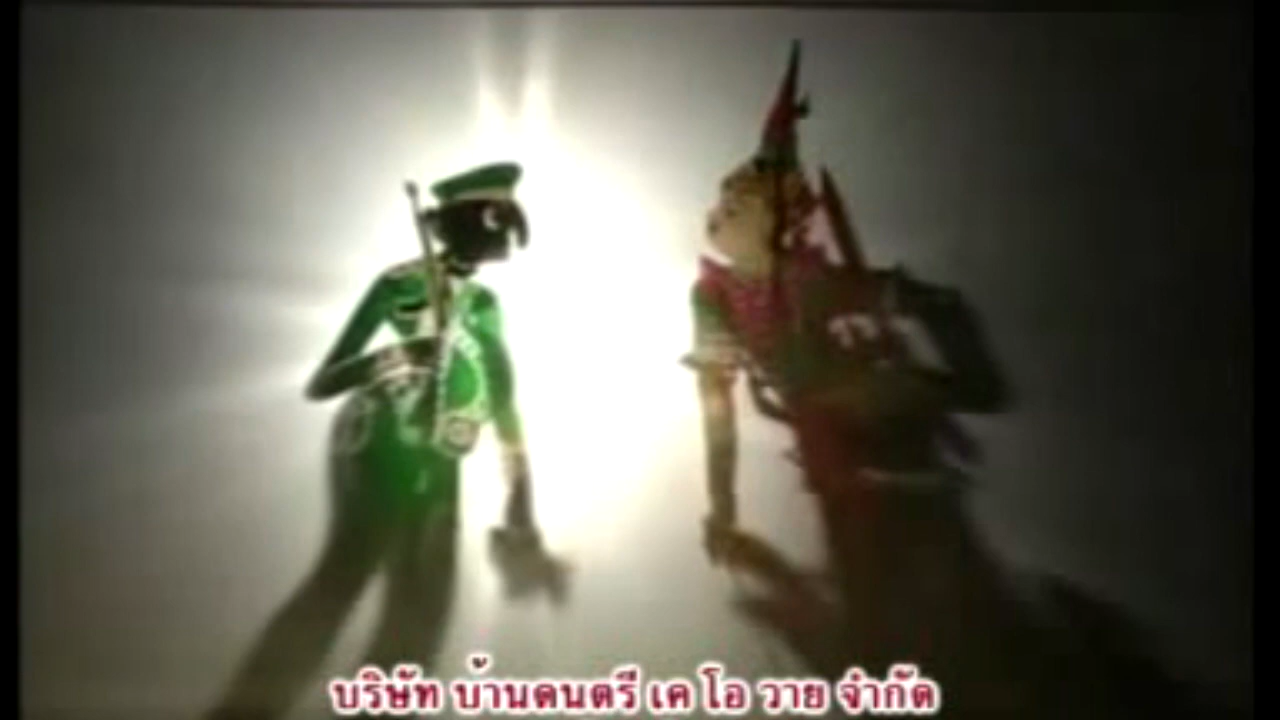 บริษัท บ้านดนตรี เค โอ วาย จำกัด